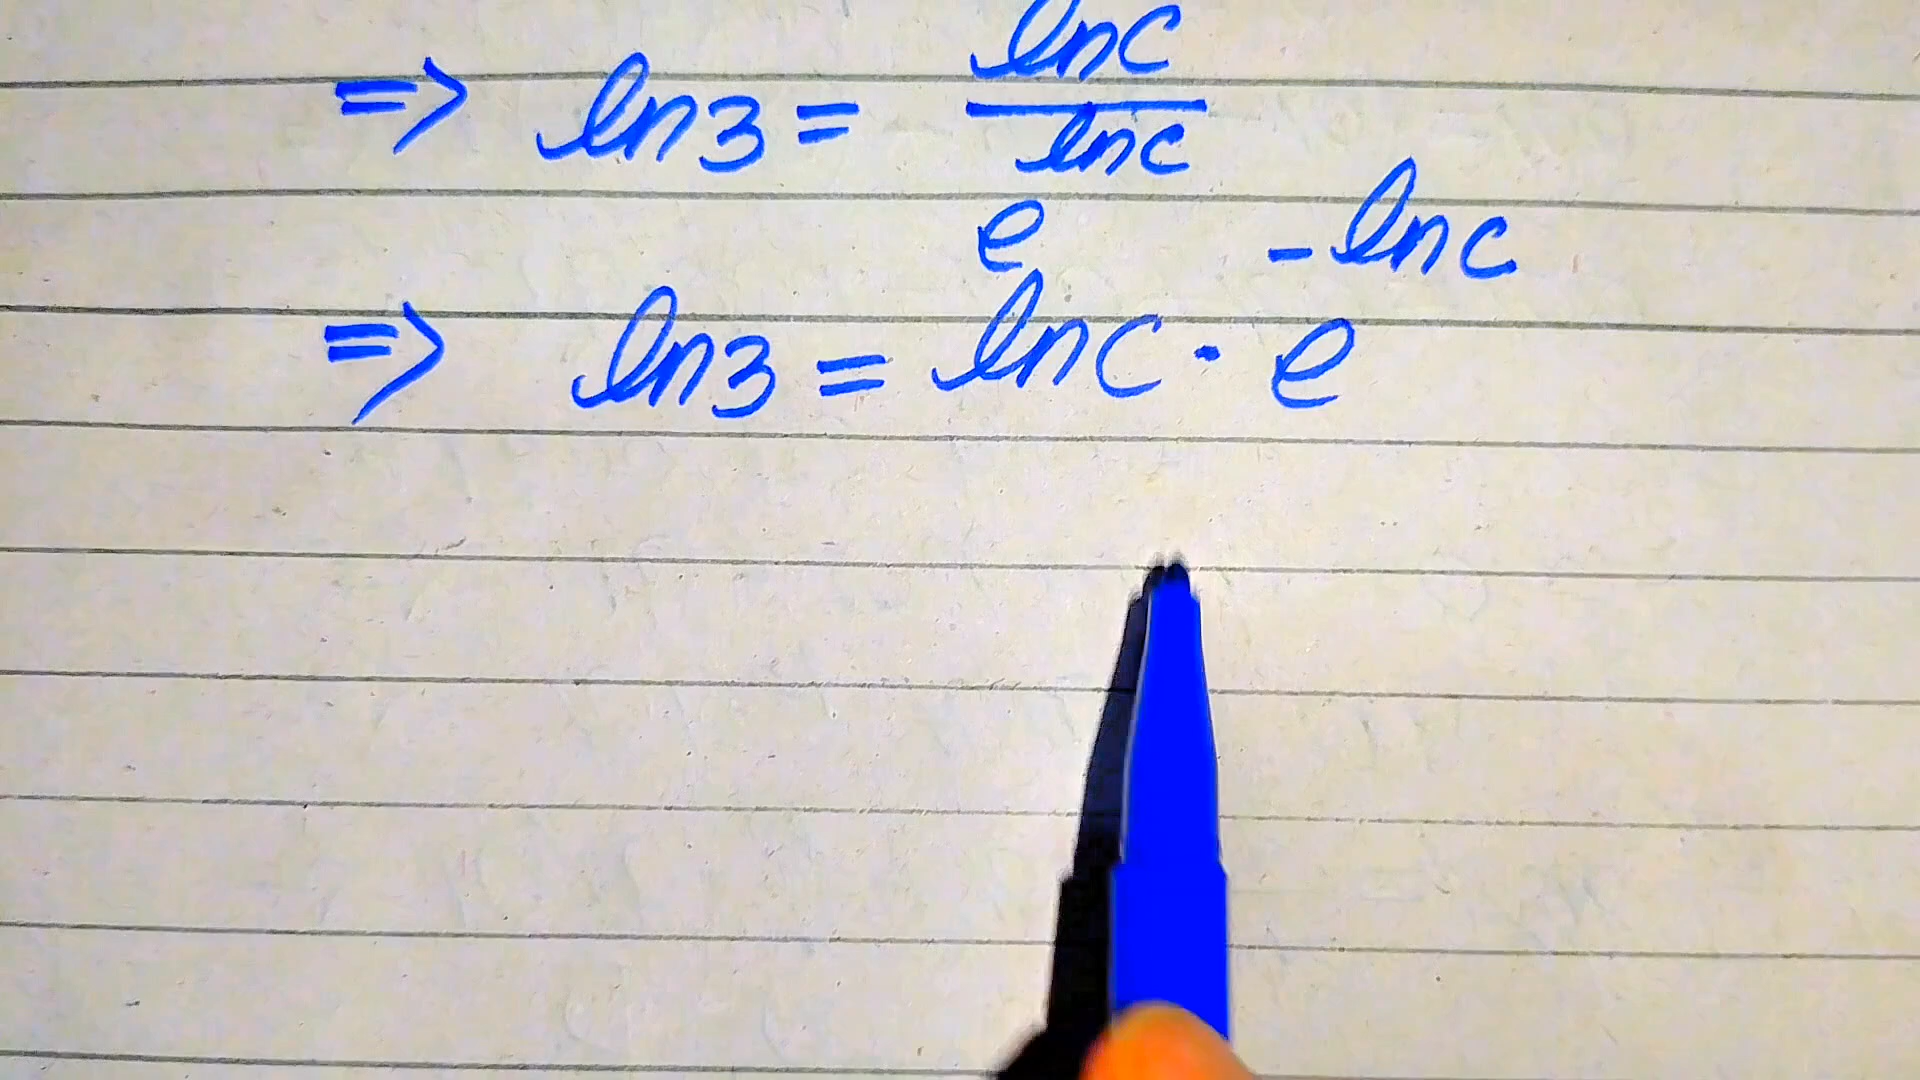 => ln3 = lnc / e^lnc
=> ln3 = lnc · e^-lnc